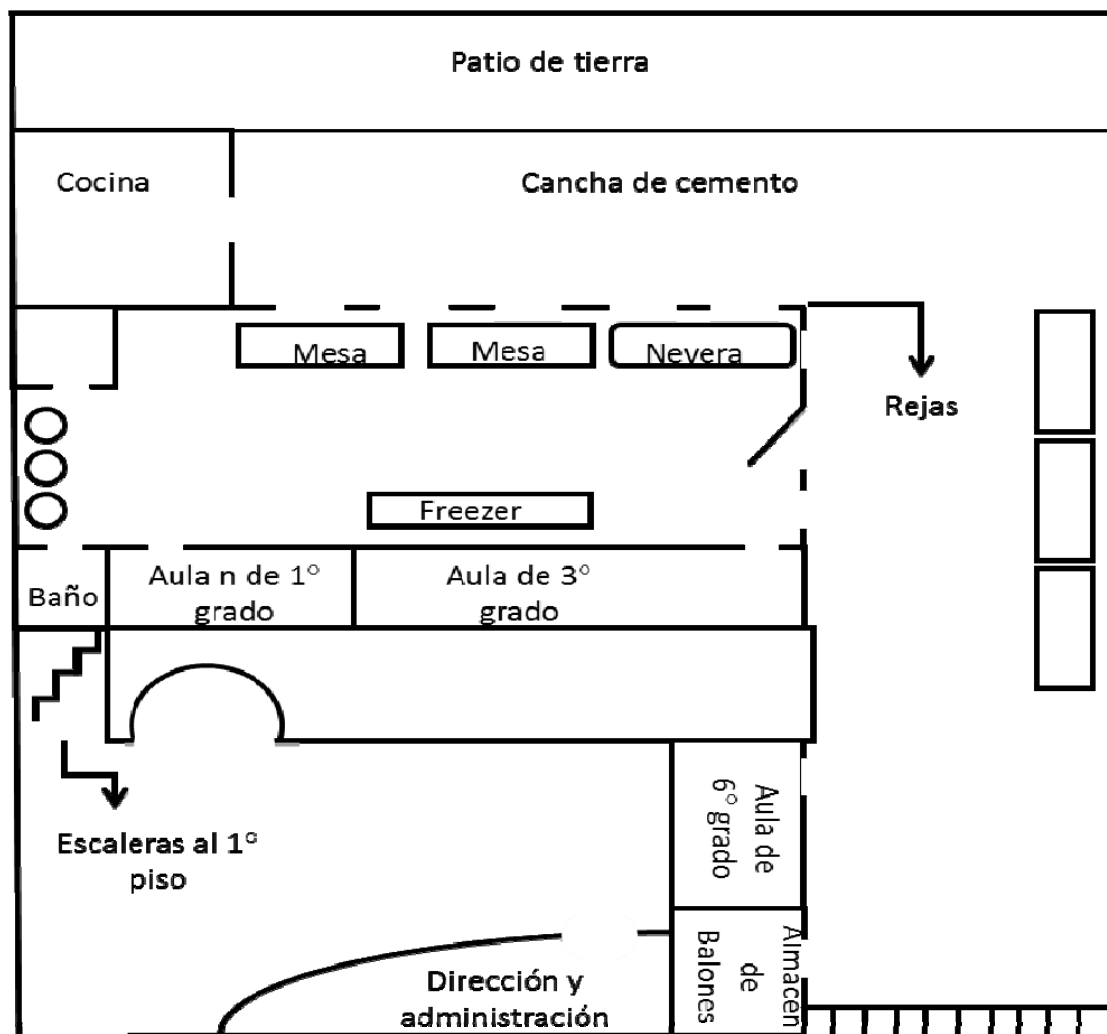 Patio de tierra
Cocina
Cancha de cemento
Mesa
Mesa
Nevera
Rejas
Freezer
Baño
Aula n de 1° 
grado
Aula de 3° 
grado
Aula de
6° grado
Escaleras al 1°
piso
Almacén
de
Balones
Dirección y
administración